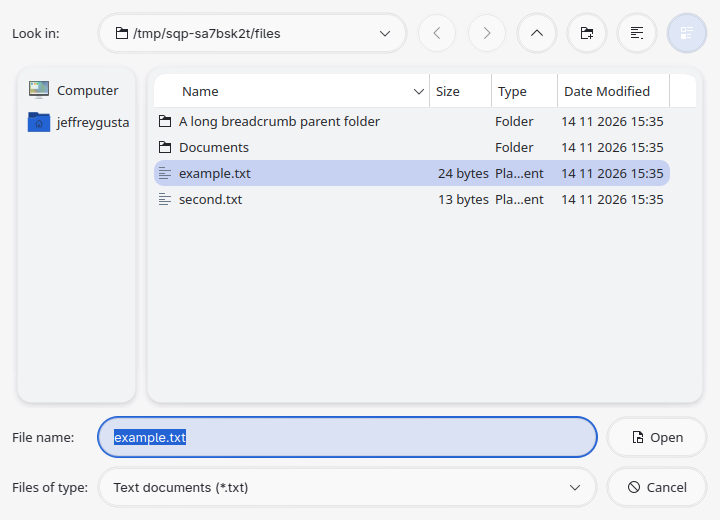 Look in: /tmp/sqp-sa7bsk2t/files
Computer
jeffreygusta
Name Size Type Date Modified
A long breadcrumb parent folder Folder 14 11 2026 15:35
Documents Folder 14 11 2026 15:35
example.txt 24 bytes Pla...ent 14 11 2026 15:35
second.txt 13 bytes Pla...ent 14 11 2026 15:35
File name: example.txt Open
Files of type: Text documents (*.txt) Cancel